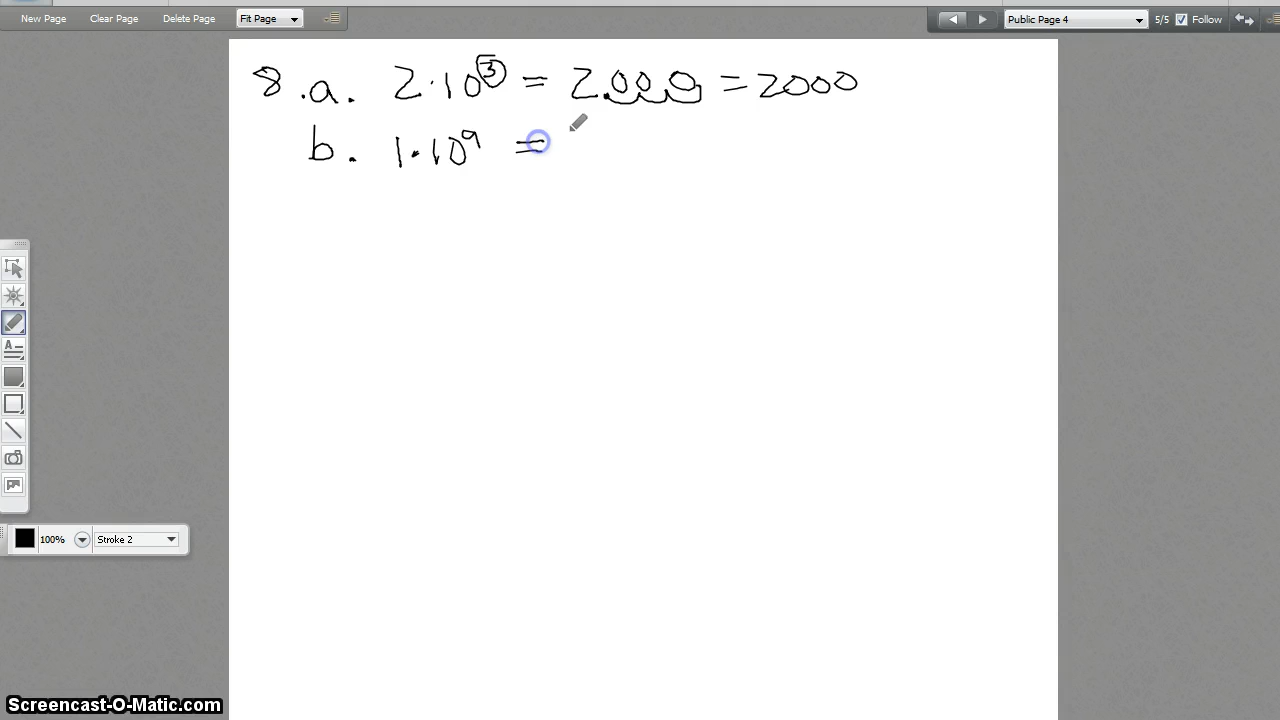 New Page Clear Page Delete Page Fit Page Public Page 4 5/5 Follow
8.a. 2·10³ = 2.000 = 2000
b. 1·10⁹ =
A
100% Stroke 2
Screencast-O-Matic.com